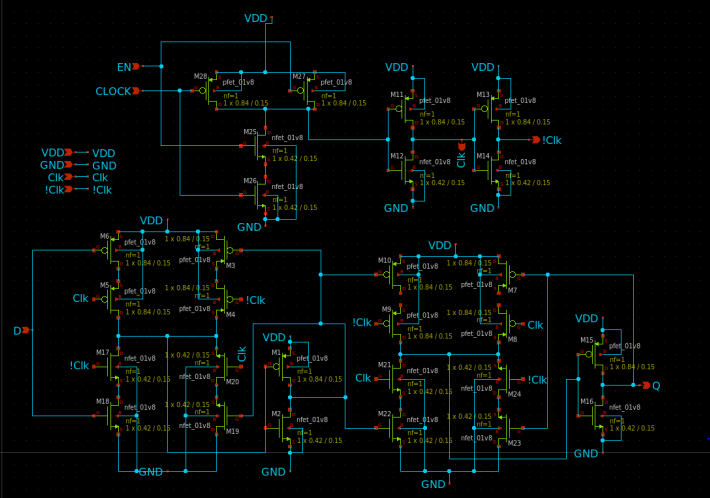 VDD
EN
CLOCK
M28
pfet_01v8
nf=1
1 x 0.84 / 0.15
M27
pfet_01v8
nf=1
1 x 0.84 / 0.15
VDD
M11
pfet_01v8
nf=1
1 x 0.84 / 0.15
VDD
M13
pfet_01v8
nf=1
1 x 0.84 / 0.15
M25
nfet_01v8
nf=1
1 x 0.42 / 0.15
M26
nfet_01v8
nf=1
1 x 0.42 / 0.15
GND
M12
nfet_01v8
nf=1
1 x 0.42 / 0.15
GND
Clk
M14
nfet_01v8
nf=1
1 x 0.42 / 0.15
GND
!Clk
VDD VDD
GND GND
Clk Clk
!Clk !Clk
VDD
M6
pfet_01v8
nf=1
1 x 0.84 / 0.15
1 x 0.84 / 0.15
nf=1
pfet_01v8
M3
Clk
M5
pfet_01v8
nf=1
1 x 0.84 / 0.15
1 x 0.84 / 0.15
nf=1
pfet_01v8
M4
!Clk
D
!Clk
M17
nfet_01v8
nf=1
1 x 0.42 / 0.15
1 x 0.42 / 0.15
nf=1
nfet_01v8
M20
Clk
M18
nfet_01v8
nf=1
1 x 0.42 / 0.15
1 x 0.42 / 0.15
nf=1
nfet_01v8
M19
GND
VDD
M1
pfet_01v8
nf=1
1 x 0.84 / 0.15
M2
nfet_01v8
nf=1
1 x 0.42 / 0.15
GND
VDD
M10
pfet_01v8
nf=1
1 x 0.84 / 0.15
1 x 0.84 / 0.15
nf=1
pfet_01v8
M7
!Clk
M9
pfet_01v8
nf=1
1 x 0.84 / 0.15
1 x 0.84 / 0.15
nf=1
pfet_01v8
M8
Clk
Clk
M21
nfet_01v8
nf=1
1 x 0.42 / 0.15
1 x 0.42 / 0.15
nf=1
nfet_01v8
M24
!Clk
M22
nfet_01v8
nf=1
1 x 0.42 / 0.15
1 x 0.42 / 0.15
nf=1
nfet_01v8
M23
GND
VDD
M15
pfet_01v8
nf=1
1 x 0.84 / 0.15
Q
M16
nfet_01v8
nf=1
1 x 0.42 / 0.15
GND